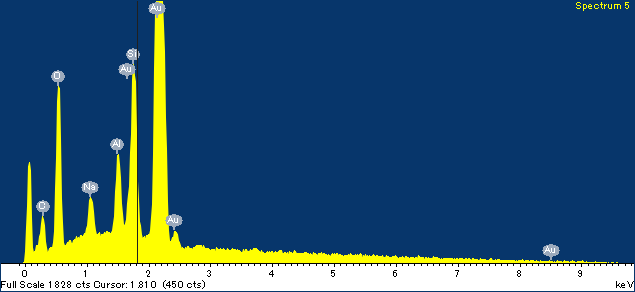 Spectrum 5
Au
Si
Au
O
Al
Na
C
Au
Au
0 1 2 3 4 5 6 7 8 9
Full Scale 1828 cts Cursor: 1.810 (450 cts) keV